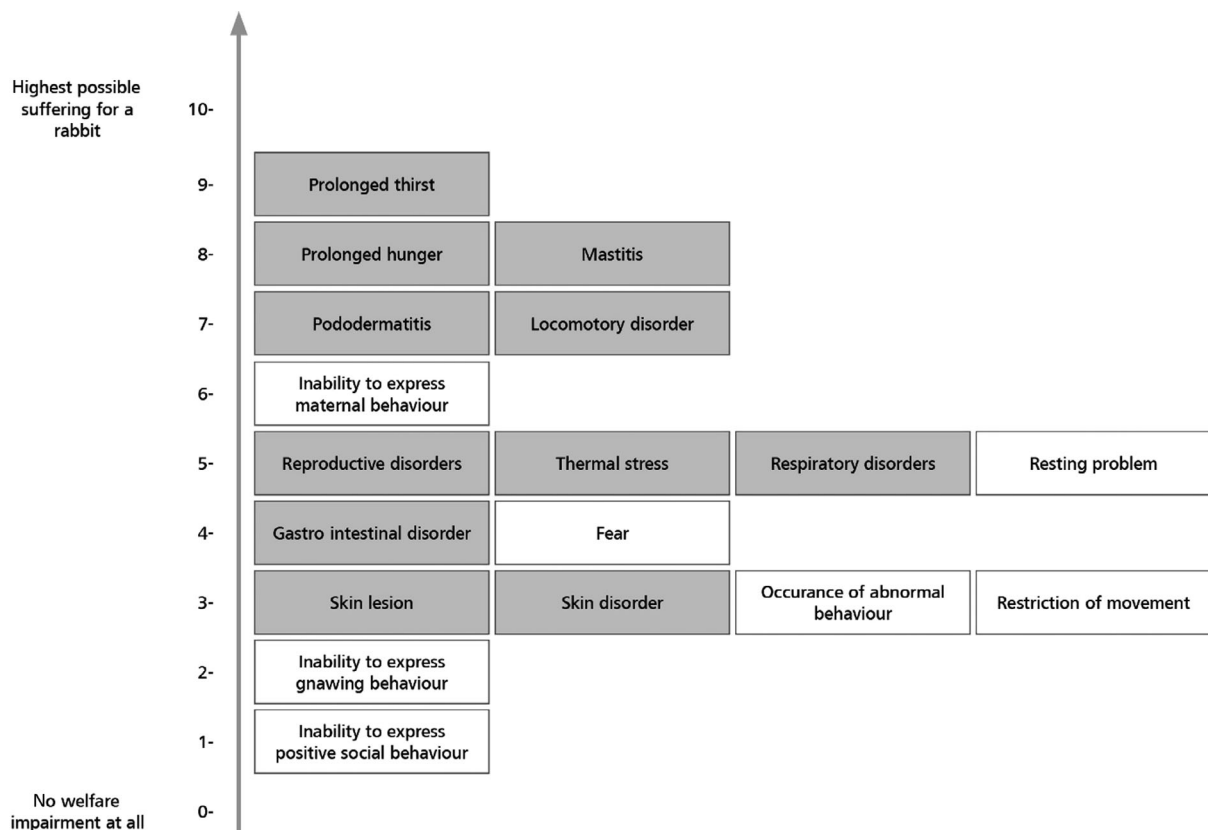 Highest possible
suffering for a
rabbit
10-
9-
Prolonged thirst
8-
Prolonged hunger
Mastitis
7-
Pododermatitis
Locomotory disorder
6-
Inability to express
maternal behaviour
5-
Reproductive disorders
Thermal stress
Respiratory disorders
Resting problem
4-
Gastro intestinal disorder
Fear
3-
Skin lesion
Skin disorder
Occurance of abnormal
behaviour
Restriction of movement
2-
Inability to express
gnawing behaviour
1-
Inability to express
positive social behaviour
No welfare
impairment at all
0-